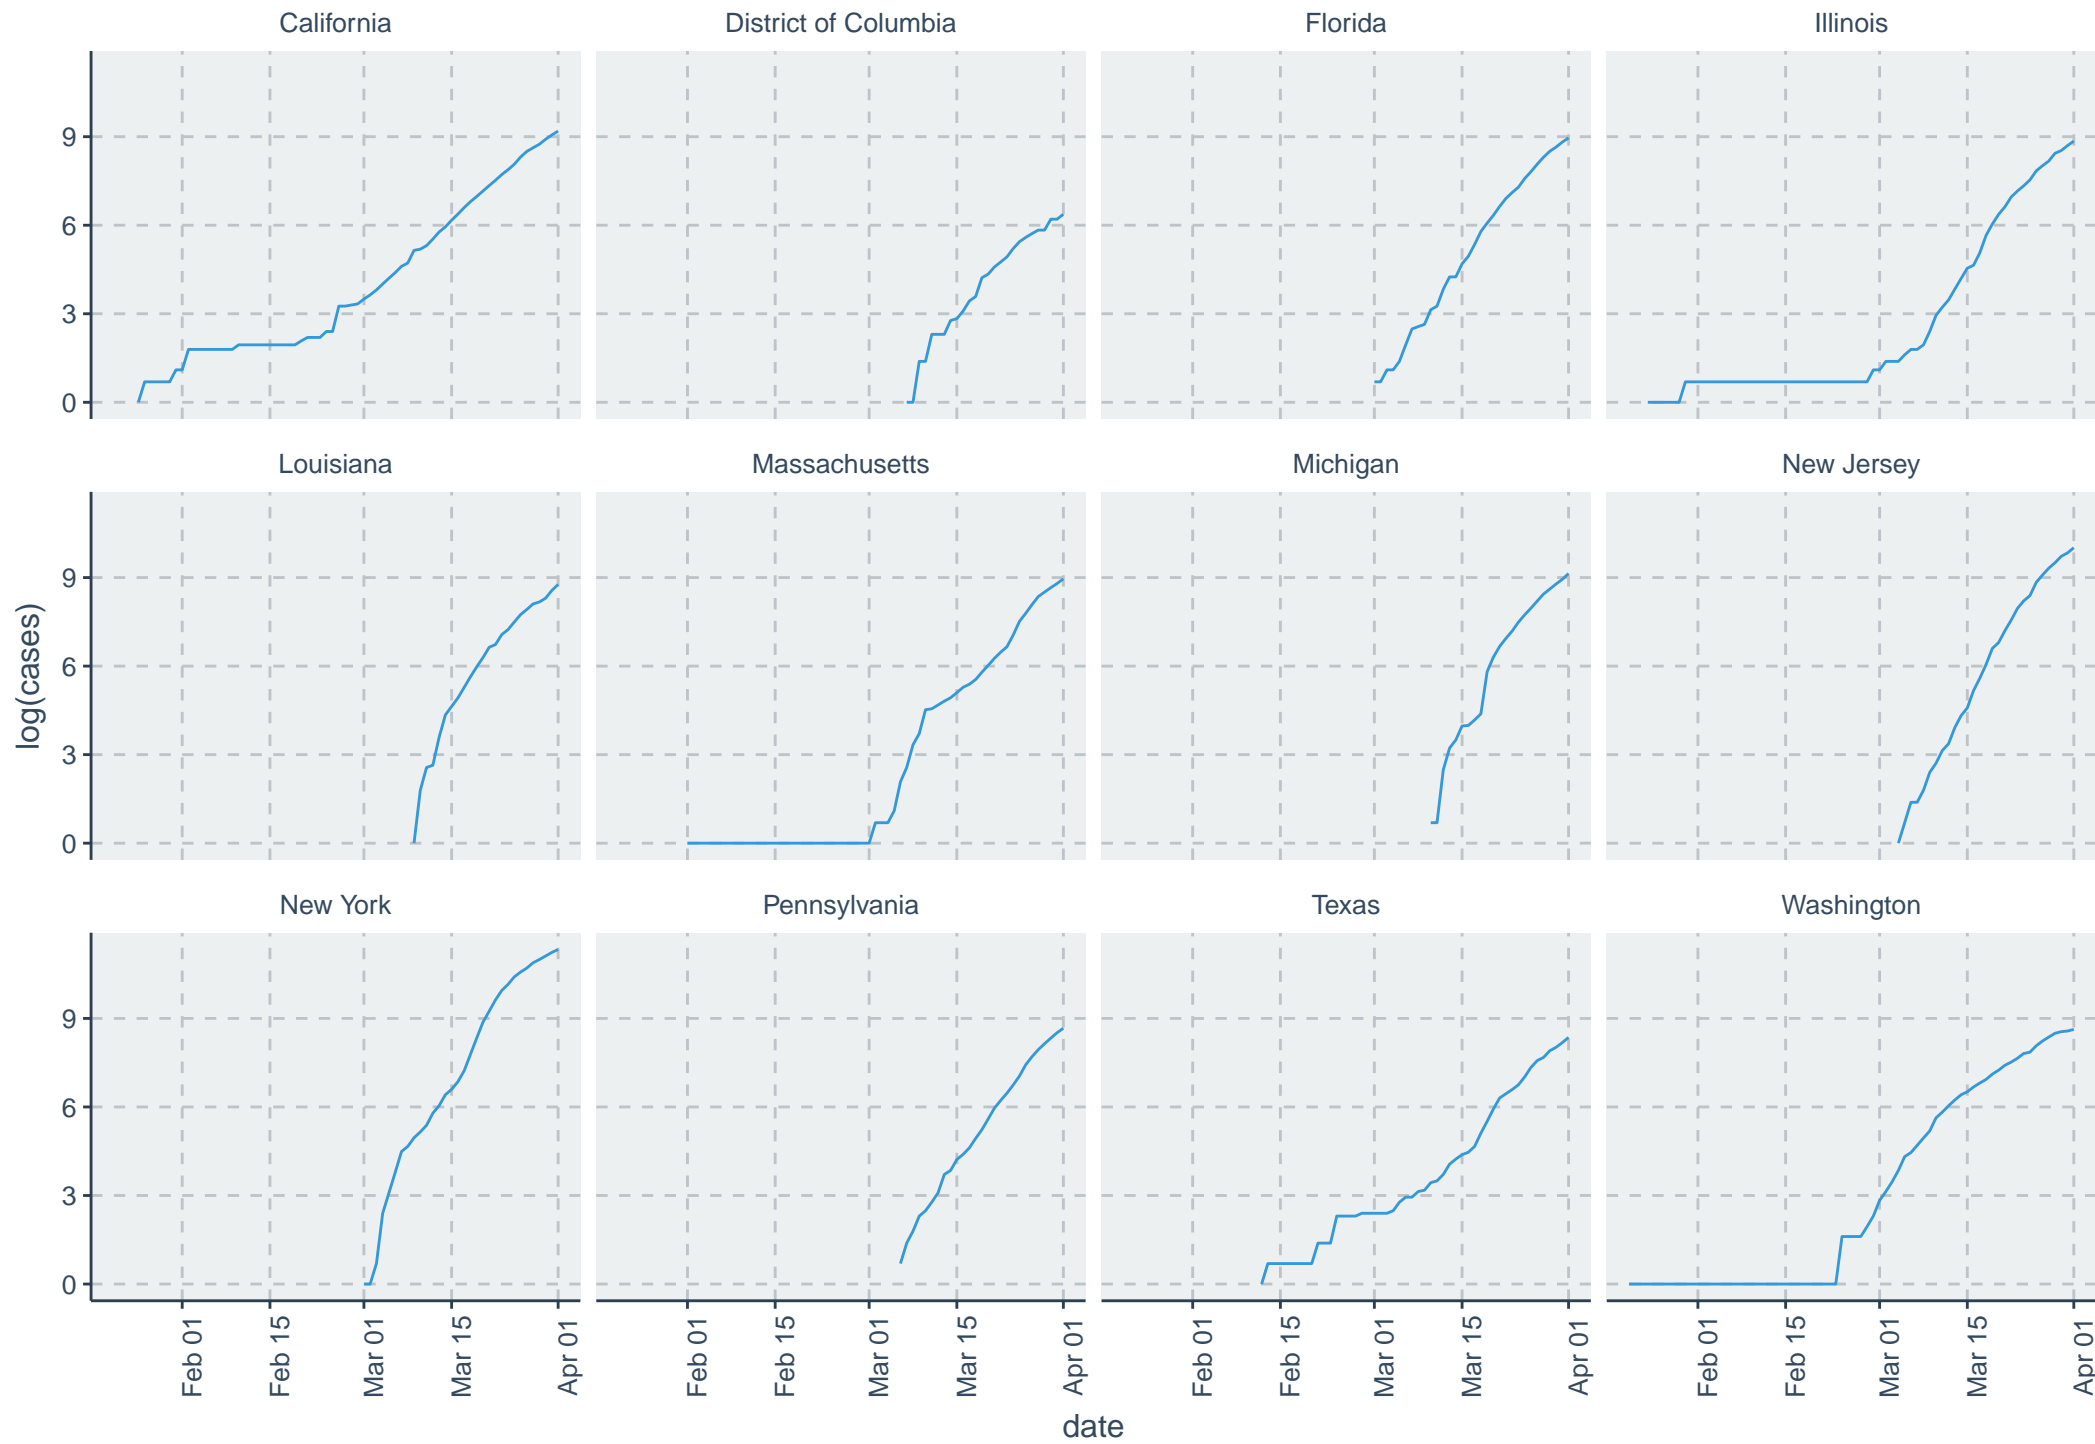 California
District of Columbia
Florida
Illinois
9
6
3
0
Louisiana
Massachusetts
Michigan
New Jersey
9
6
3
0
log(cases)
New York
Pennsylvania
Texas
Washington
9
6
3
0
Feb 01
Feb 15
Mar 01
Mar 15
Apr 01
Feb 01
Feb 15
Mar 01
Mar 15
Apr 01
Feb 01
Feb 15
Mar 01
Mar 15
Apr 01
Feb 01
Feb 15
Mar 01
Mar 15
Apr 01
date